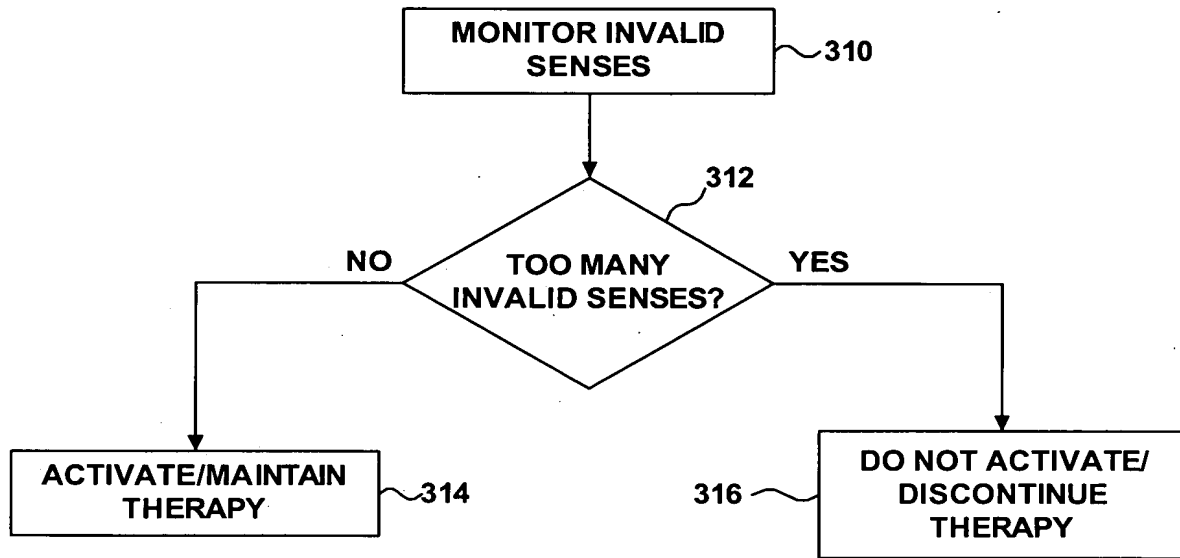 MONITOR INVALID
SENSES
310
312
NO
TOO MANY
INVALID SENSES?
YES
ACTIVATE/MAINTAIN
THERAPY
314
316
DO NOT ACTIVATE/
DISCONTINUE
THERAPY